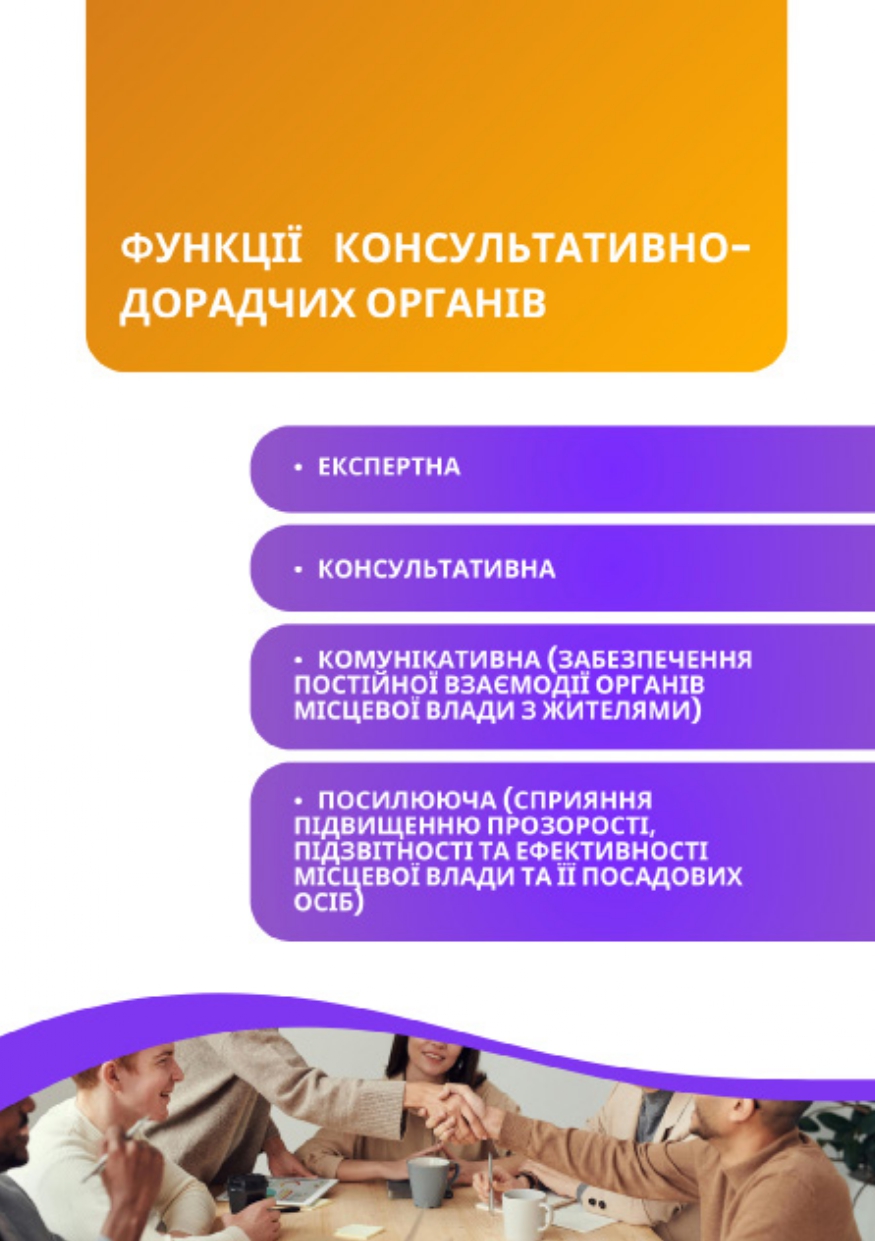 ФУНКЦІЇ КОНСУЛЬТАТИВНО-
ДОРАДЧИХ ОРГАНІВ
• ЕКСПЕРТНА
• КОНСУЛЬТАТИВНА
• КОМУНІКАТИВНА (ЗАБЕЗПЕЧЕННЯ
ПОСТІЙНОЇ ВЗАЄМОДІЇ ОРГАНІВ
МІСЦЕВОЇ ВЛАДИ З ЖИТЕЛЯМИ)
• ПОСИЛЮЮЧА (СПРИЯННЯ
ПІДВИЩЕННЮ ПРОЗОРОСТІ,
ПІДЗВІТНОСТІ ТА ЕФЕКТИВНОСТІ
МІСЦЕВОЇ ВЛАДИ ТА ЇЇ ПОСАДОВИХ
ОСІБ)